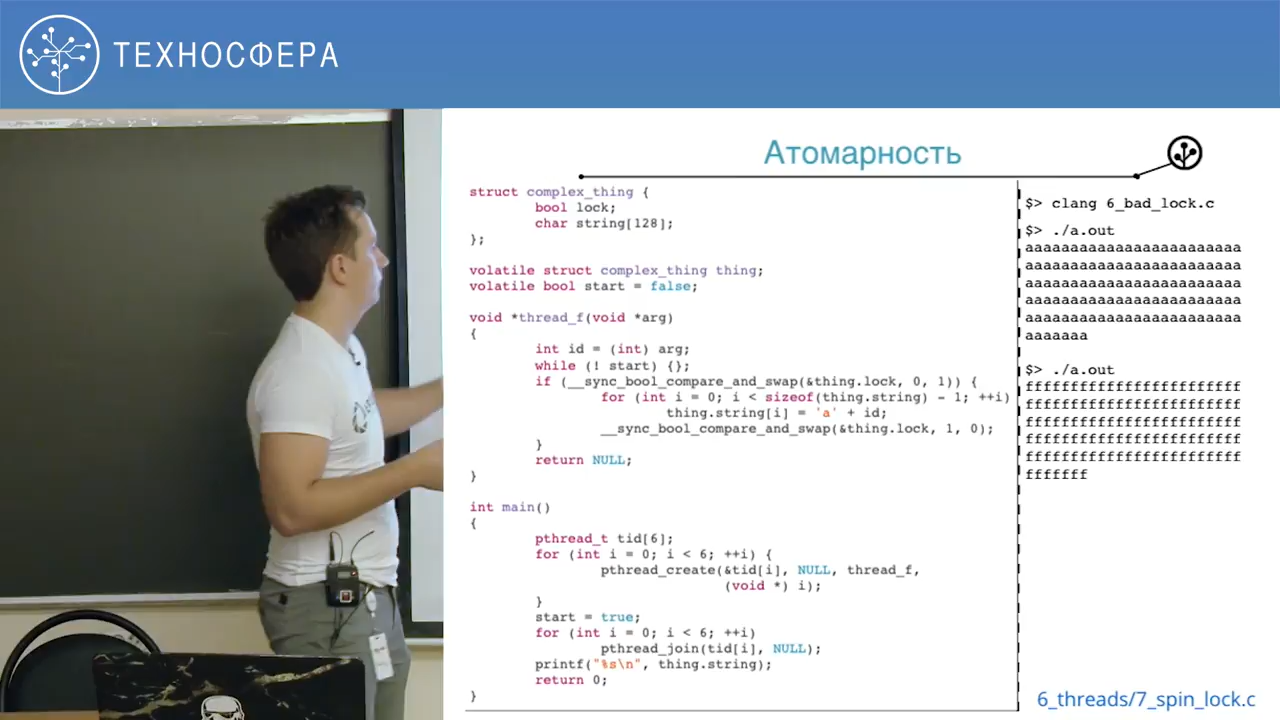 ТЕХНОСФЕРА
Атомарность
struct complex_thing {
bool lock;
char string[128];
};
volatile struct complex_thing thing;
volatile bool start = false;
void *thread_f(void *arg)
{
int id = (int) arg;
while (! start) {};
if (__sync_bool_compare_and_swap(&thing.lock, 0, 1)) {
for (int i = 0; i < sizeof(thing.string) - 1; ++i)
thing.string[i] = 'a' + id;
__sync_bool_compare_and_swap(&thing.lock, 1, 0);
}
return NULL;
}
int main()
{
pthread_t tid[6];
for (int i = 0; i < 6; ++i) {
pthread_create(&tid[i], NULL, thread_f,
(void *) i);
}
start = true;
for (int i = 0; i < 6; ++i)
pthread_join(tid[i], NULL);
printf("%s\n", thing.string);
return 0;
}
$> clang 6_bad_lock.c
$> ./a.out
aaaaaaaaaaaaaaaaaaaaaaaa
aaaaaaaaaaaaaaaaaaaaaaaa
aaaaaaaaaaaaaaaaaaaaaaaa
aaaaaaaaaaaaaaaaaaaaaaaa
aaaaaaaaaaaaaaaaaaaaaaaa
aaaaaaa
$> ./a.out
ffffffffffffffffffffffff
ffffffffffffffffffffffff
ffffffffffffffffffffffff
ffffffffffffffffffffffff
ffffffffffffffffffffffff
fffffff
6_threads/7_spin_lock.c